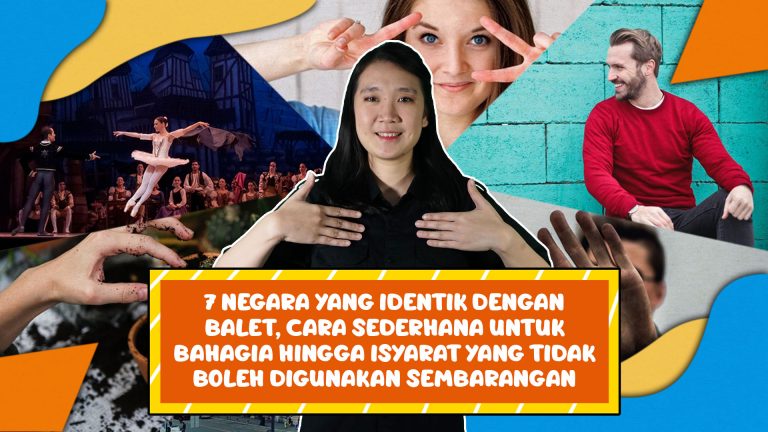 7 NEGARA YANG IDENTIK DENGAN
BALET, CARA SEDERHANA UNTUK
BAHAGIA HINGGA ISYARAT YANG TIDAK
BOLEH DIGUNAKAN SEMBARANGAN